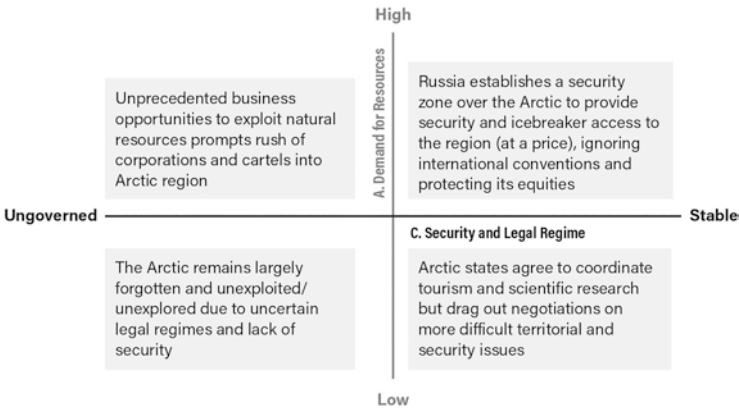 High
A. Demand for Resources
Unprecedented business
opportunities to exploit natural
resources prompts rush of
corporations and cartels into
Arctic region
Russia establishes a security
zone over the Arctic to provide
security and icebreaker access to
the region (at a price), ignoring
international conventions and
protecting its equities
Ungoverned
Stable
C. Security and Legal Regime
The Arctic remains largely
forgotten and unexploited/
unexplored due to uncertain
legal regimes and lack of
security
Arctic states agree to coordinate
tourism and scientific research
but drag out negotiations on
more difficult territorial and
security issues
Low